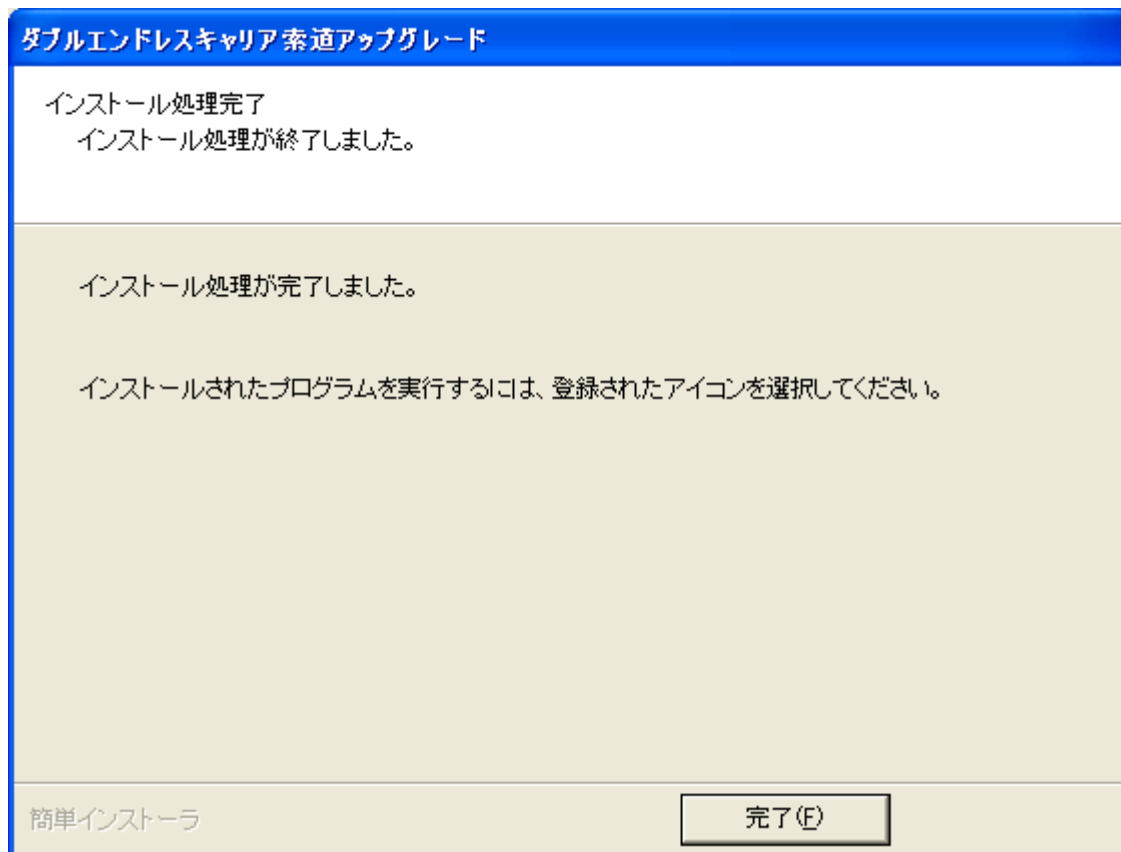 ダブルエンドレスキャリア索道アップグレード
インストール処理完了
インストール処理が終了しました。
インストール処理が完了しました。
インストールされたプログラムを実行するには、登録されたアイコンを選択してください。
簡単インストーラ
完了(F)